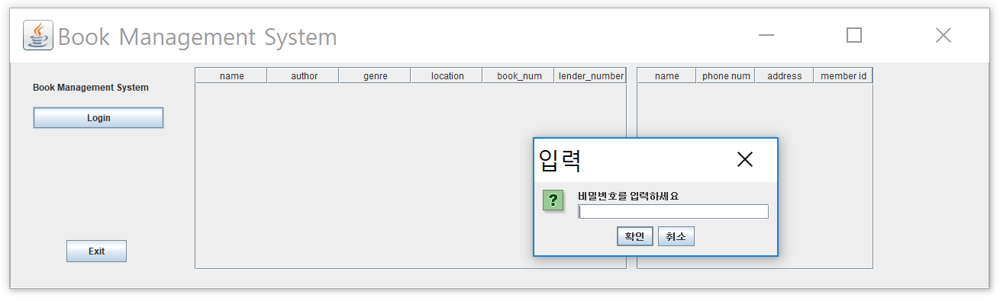 Book Management System
Book Management System
Login
Exit
name author genre location book_num lender_number
name phone num address member id
입력
?
비밀번호를 입력하세요
확인 취소